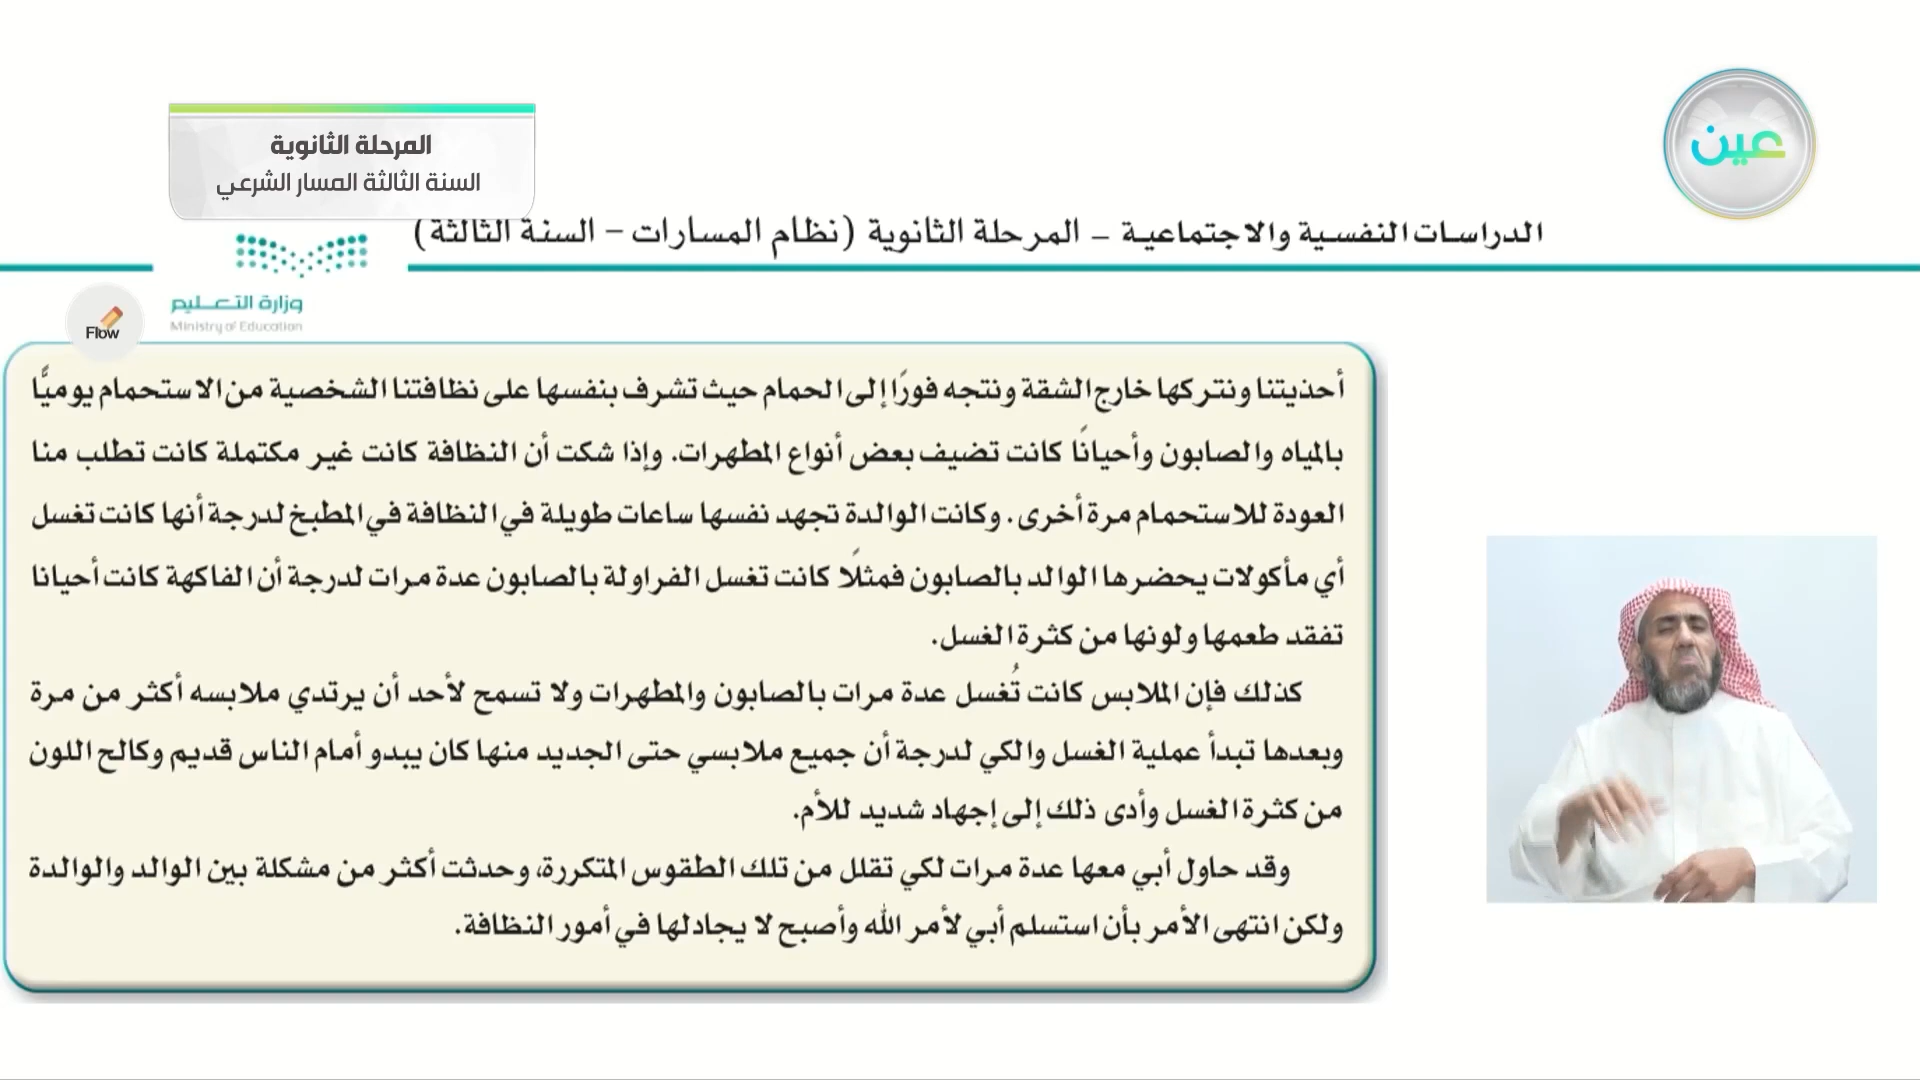 المرحلة الثانوية
السنة الثالثة المسار الشرعي
عين
الدراسات النفسية والاجتماعية – المرحلة الثانوية (نظام المسارات – السنة الثالثة)
وزارة التعليم
Ministry of Education
Flow
أحذيتنا ونتركها خارج الشقة ونتجه فورًا إلى الحمام حيث تشرف بنفسها على نظافتنا الشخصية من الاستحمام يوميًّا
بالمياه والصابون وأحيانًا كانت تضيف بعض أنواع المطهرات. وإذا شكت أن النظافة كانت غير مكتملة كانت تطلب منا
العودة للاستحمام مرة أخرى. وكانت الوالدة تجهد نفسها ساعات طويلة في النظافة في المطبخ لدرجة أنها كانت تغسل
أي مأكولات يحضرها الوالد بالصابون فمثلًا كانت تغسل الفراولة بالصابون عدة مرات لدرجة أن الفاكهة كانت أحيانا
تفقد طعمها ولونها من كثرة الغسل.
كذلك فإن الملابس كانت تُغسل عدة مرات بالصابون والمطهرات ولا تسمح لأحد أن يرتدي ملابسه أكثر من مرة
وبعدها تبدأ عملية الغسل والكي لدرجة أن جميع ملابسي حتى الجديد منها كان يبدو أمام الناس قديم وكالح اللون
من كثرة الغسل وأدى ذلك إلى إجهاد شديد للأم.
وقد حاول أبي معها عدة مرات لكي تقلل من تلك الطقوس المتكررة، وحدثت أكثر من مشكلة بين الوالد والوالدة
ولكن انتهى الأمر بأن استسلم أبي لأمر الله وأصبح لا يجادلها في أمور النظافة.